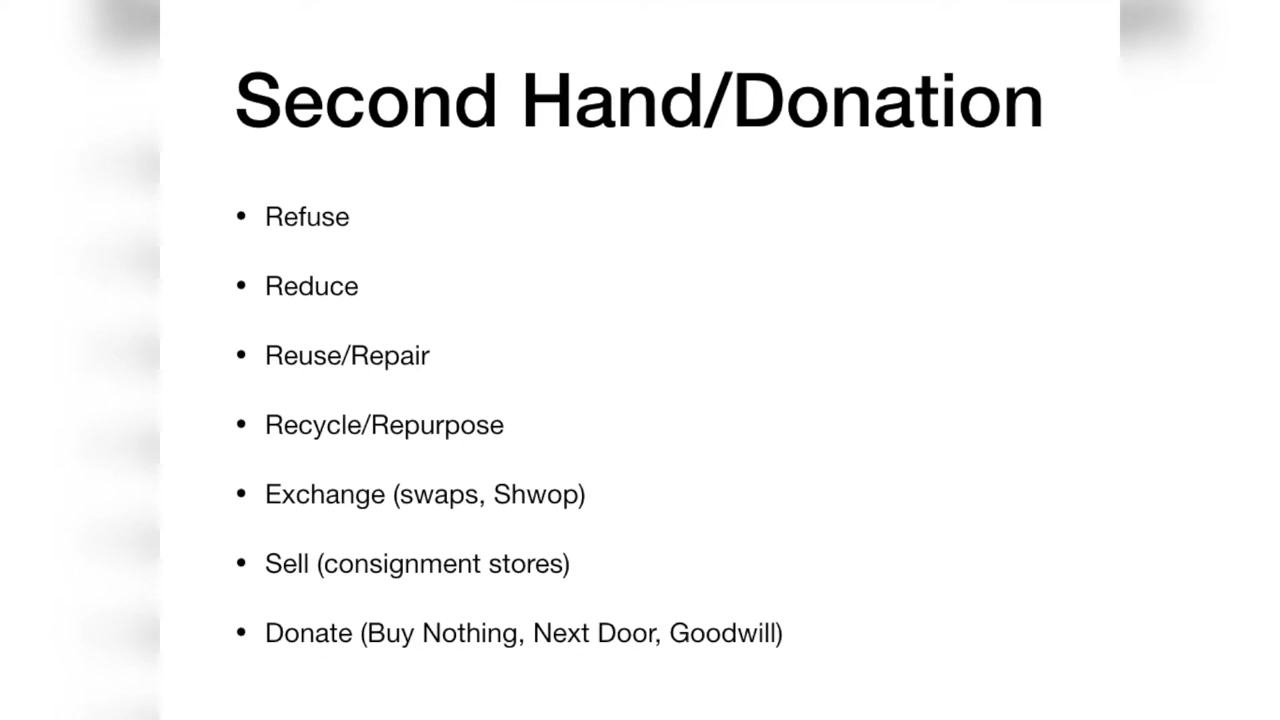 Second Hand/Donation
• Refuse
• Reduce
• Reuse/Repair
• Recycle/Repurpose
• Exchange (swaps, Shwop)
• Sell (consignment stores)
• Donate (Buy Nothing, Next Door, Goodwill)